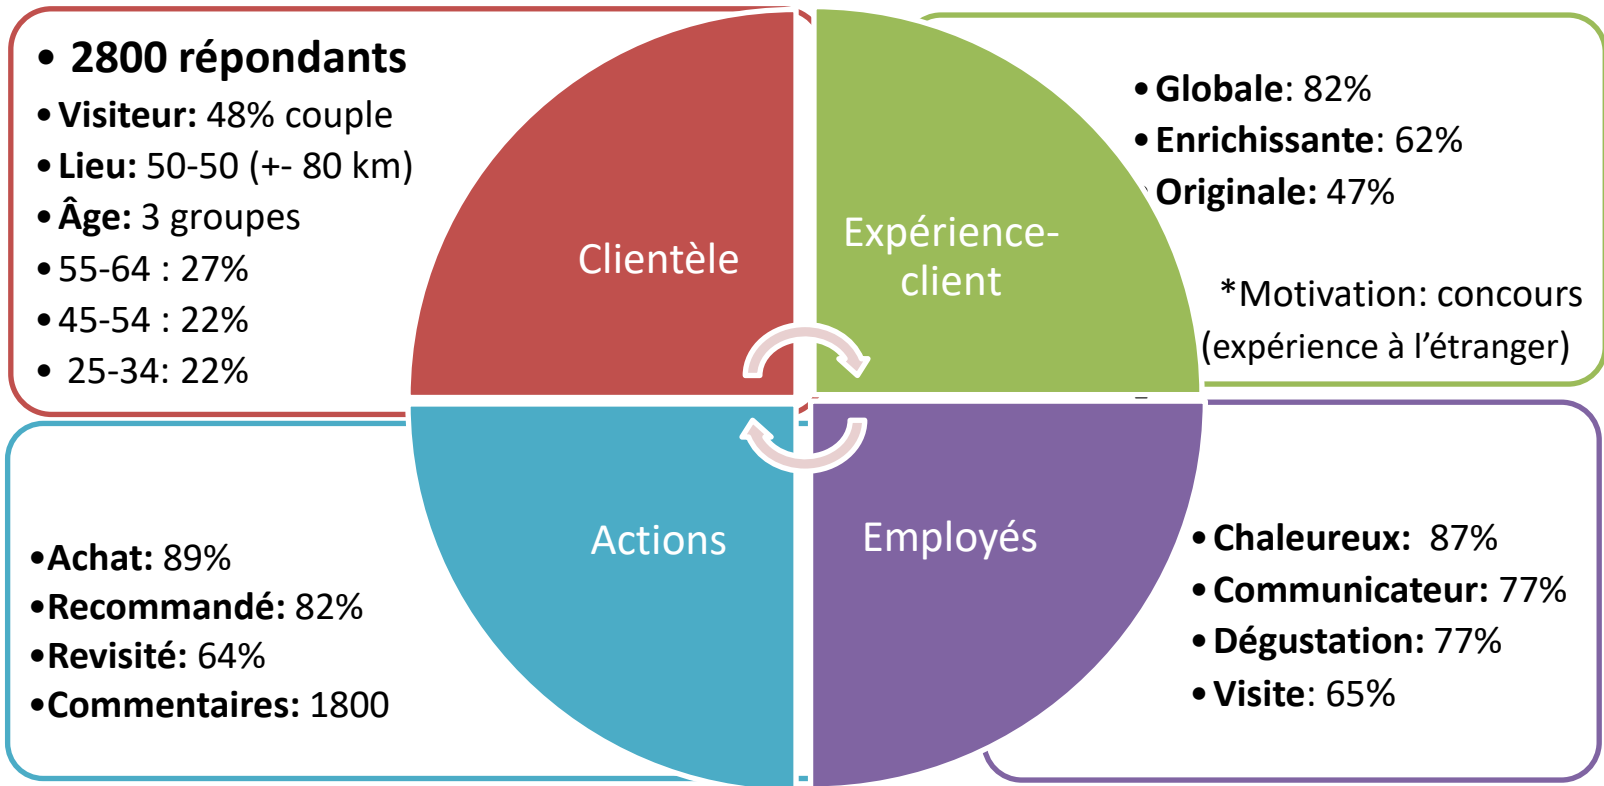 • 2800 répondants
• Visiteur: 48% couple
• Lieu: 50-50 (+- 80 km)
• Âge: 3 groupes
• 55-64 : 27%
• 45-54 : 22%
• 25-34: 22%
Clientèle
Expérience-
client
• Globale: 82%
• Enrichissante: 62%
• Originale: 47%
*Motivation: concours
(expérience à l'étranger)
• Achat: 89%
• Recommandé: 82%
• Revisité: 64%
• Commentaires: 1800
Actions
Employés
• Chaleureux: 87%
• Communicateur: 77%
• Dégustation: 77%
• Visite: 65%